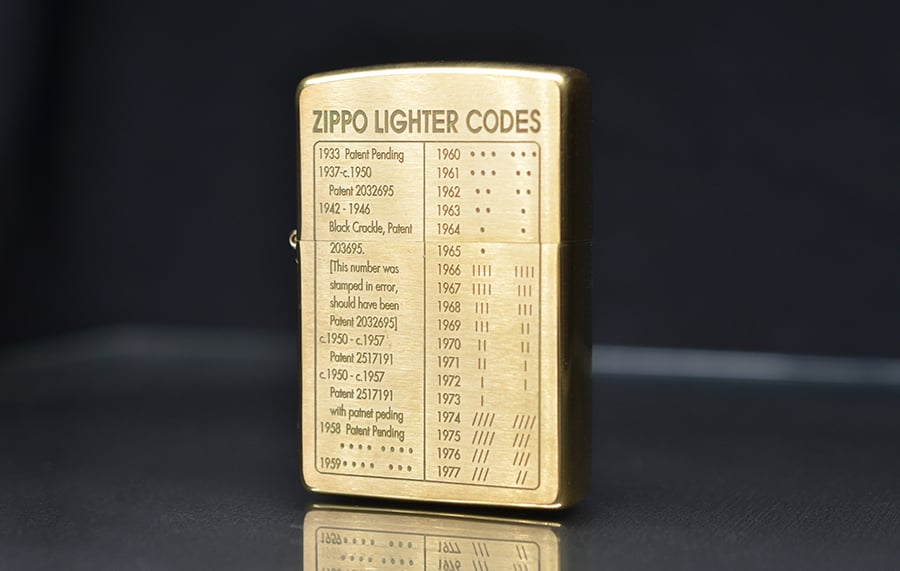 ZIPPO LIGHTER CODES
1933 Patent Pending
1937-c.1950
Patent 2032695
1942 - 1946
Black Crackle, Patent
203695.
[This number was
stamped in error,
should have been
Patent 2032695]
c.1950 - c.1957
Patent 2517191
c.1950 - c.1957
Patent 2517191
with patnet peding
1958 Patent Pending
• • • • • • • •
1959 • • • • • • •
1960 • • • • • • •
1961 • • • • •
1962 • • • •
1963 • • •
1964 • •
1965 •
1966 |||| ||||
1967 |||| |||
1968 ||| |||
1969 ||| ||
1970 || ||
1971 || |
1972 | |
1973 |
1974 //// ////
1975 //// ///
1976 /// ///
1977 /// //